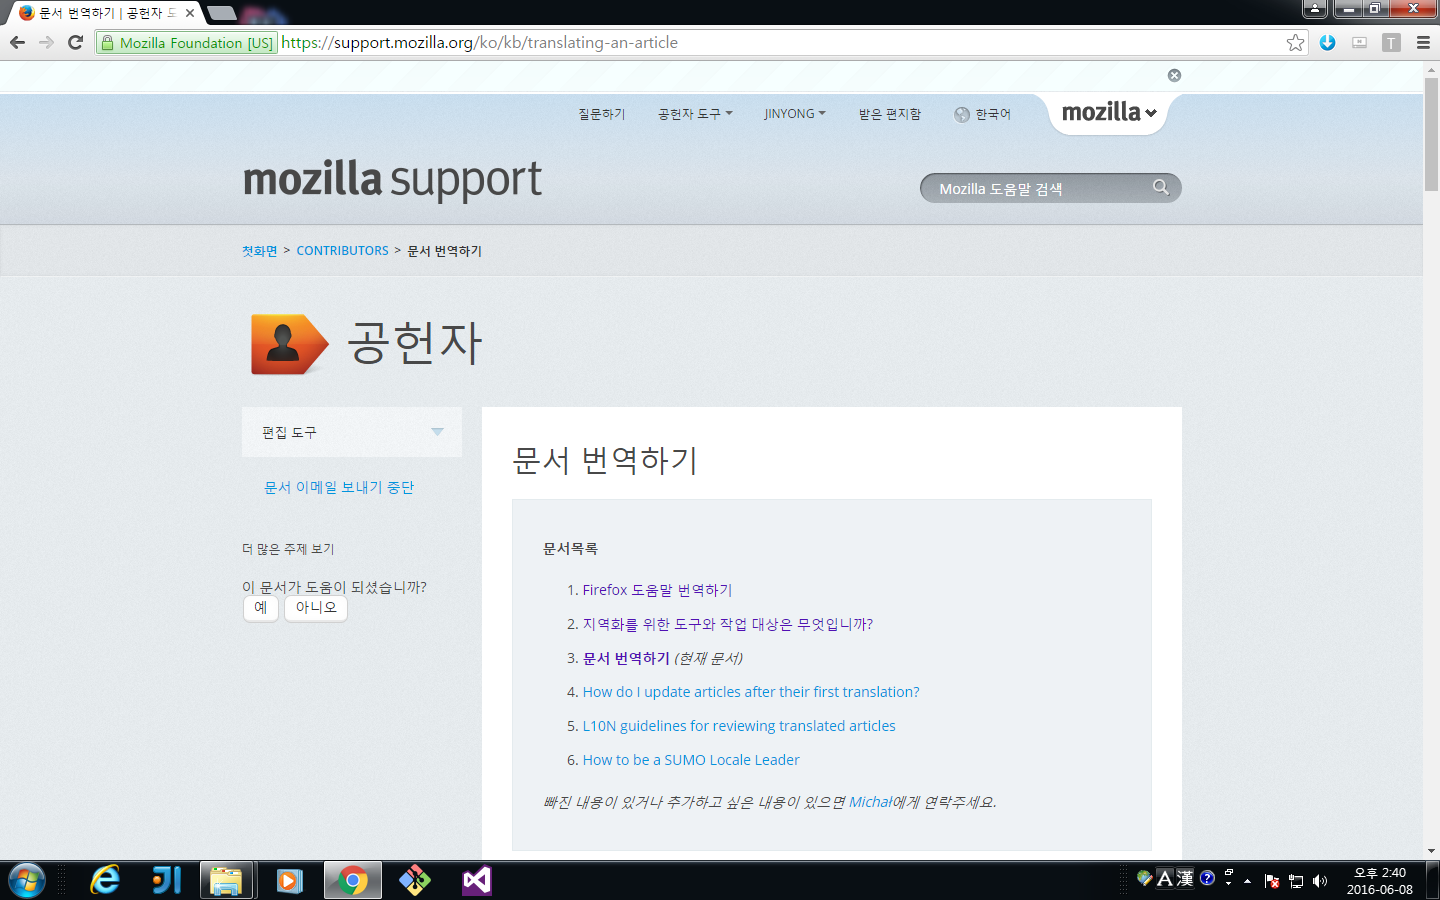 문서 번역하기 | 공헌자 도
Mozilla Foundation [US] https://support.mozilla.org/ko/kb/translating-an-article
질문하기 공헌자 도구 JINYONG 받은 편지함 한국어 mozilla
mozilla support
Mozilla 도움말 검색
첫화면 > CONTRIBUTORS > 문서 번역하기
공헌자
편집 도구
문서 이메일 보내기 중단
더 많은 주제 보기
이 문서가 도움이 되셨습니까?
예 아니오
문서 번역하기
문서목록
1. Firefox 도움말 번역하기
2. 지역화를 위한 도구와 작업 대상은 무엇입니까?
3. 문서 번역하기 (현재 문서)
4. How do I update articles after their first translation?
5. L10N guidelines for reviewing translated articles
6. How to be a SUMO Locale Leader
빠진 내용이 있거나 추가하고 싶은 내용이 있으면 Michał에게 연락주세요.
A 漢
오후 2:40
2016-06-08